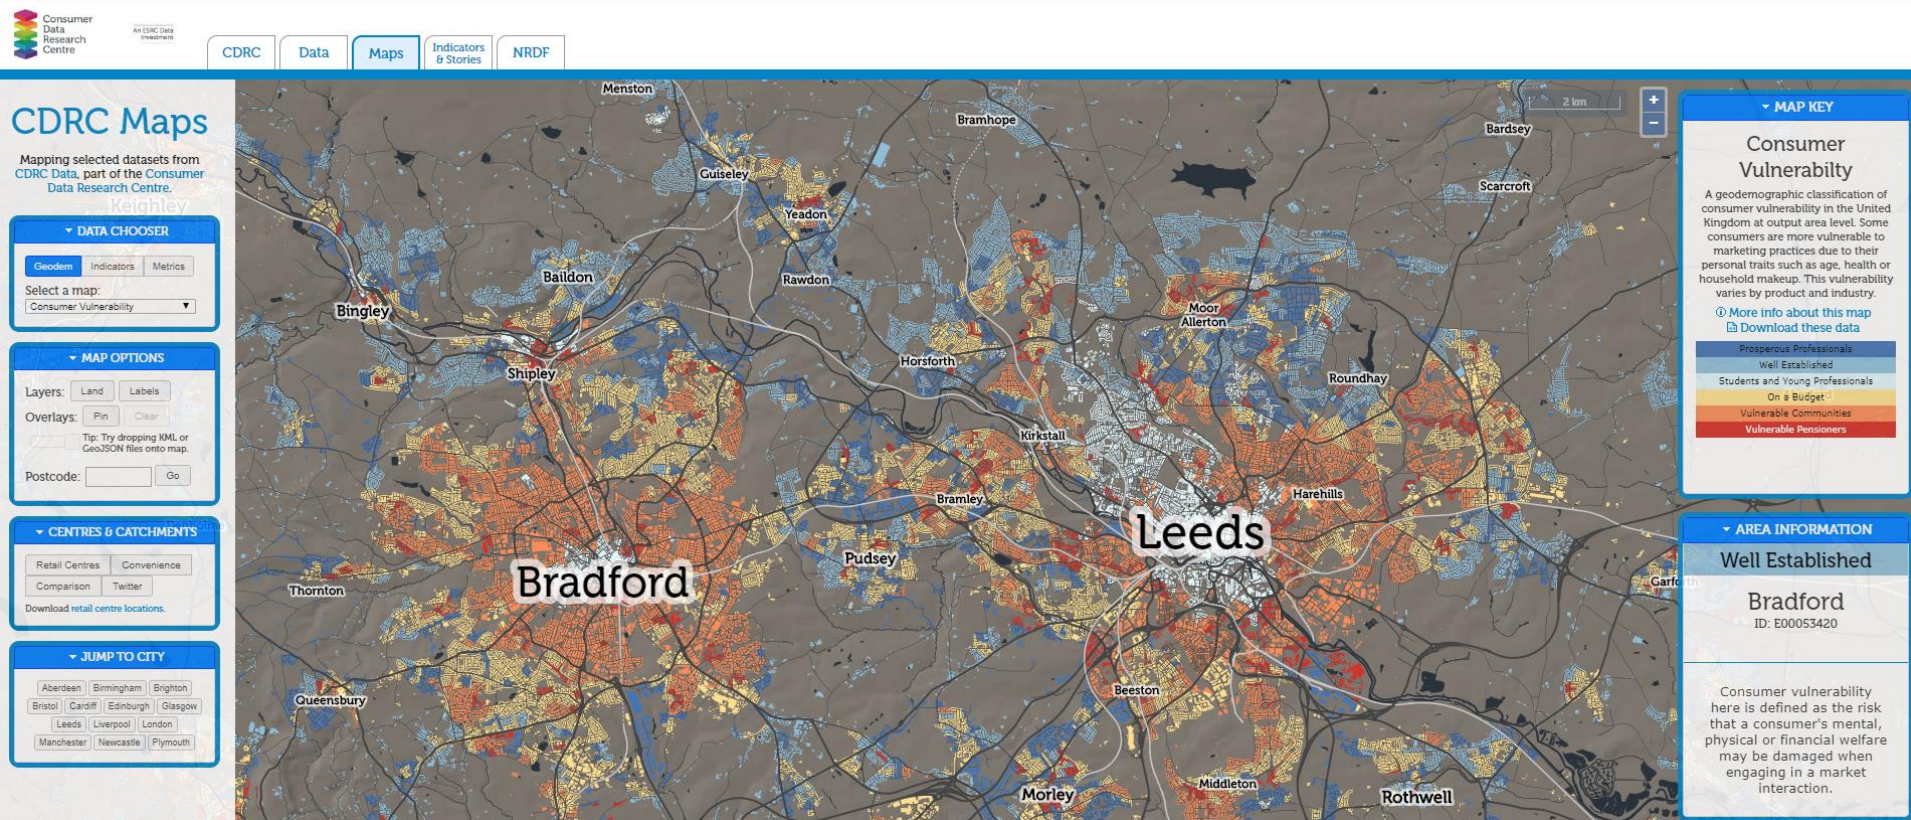 Consumer
Data
Research
Centre
An ESRC Data
Investment
CDRC
Data
Maps
Indicators
& Stories
NRDF
CDRC Maps
Mapping selected datasets from
CDRC Data, part of the Consumer
Data Research Centre.
Keighley
DATA CHOOSER
Geodem
Indicators
Metrics
Select a map:
Consumer Vulnerability
MAP OPTIONS
Layers:
Land
Labels
Overlays:
Pin
Clear
Tip: Try dropping KML or
GeoJSON files onto map.
Postcode:
Go
CENTRES & CATCHMENTS
Retail Centres
Convenience
Comparison
Twitter
Download retail centre locations.
JUMP TO CITY
Aberdeen
Birmingham
Brighton
Bristol
Cardiff
Edinburgh
Glasgow
Leeds
Liverpool
London
Manchester
Newcastle
Plymouth
Menston
Bramhope
2 km
+
−
Bardsey
Guiseley
Scarcroft
Yeadon
Baildon
Rawdon
Bingley
Moor
Allerton
Shipley
Horsforth
Roundhay
Kirkstall
Bramley
Harehills
Leeds
Pudsey
Bradford
Thornton
Garforth
Queensbury
Beeston
Morley
Middleton
Rothwell
MAP KEY
Consumer
Vulnerabilty
A geodemographic classification of
consumer vulnerability in the United
Kingdom at output area level. Some
consumers are more vulnerable to
marketing practices due to their
personal traits such as age, health or
household makeup. This vulnerability
varies by product and industry.
More info about this map
Download these data
Prosperous Professionals
Well Established
Students and Young Professionals
On a Budget
Vulnerable Communities
Vulnerable Pensioners
AREA INFORMATION
Well Established
Bradford
ID: E00053420
Consumer vulnerability
here is defined as the risk
that a consumer's mental,
physical or financial welfare
may be damaged when
engaging in a market
interaction.